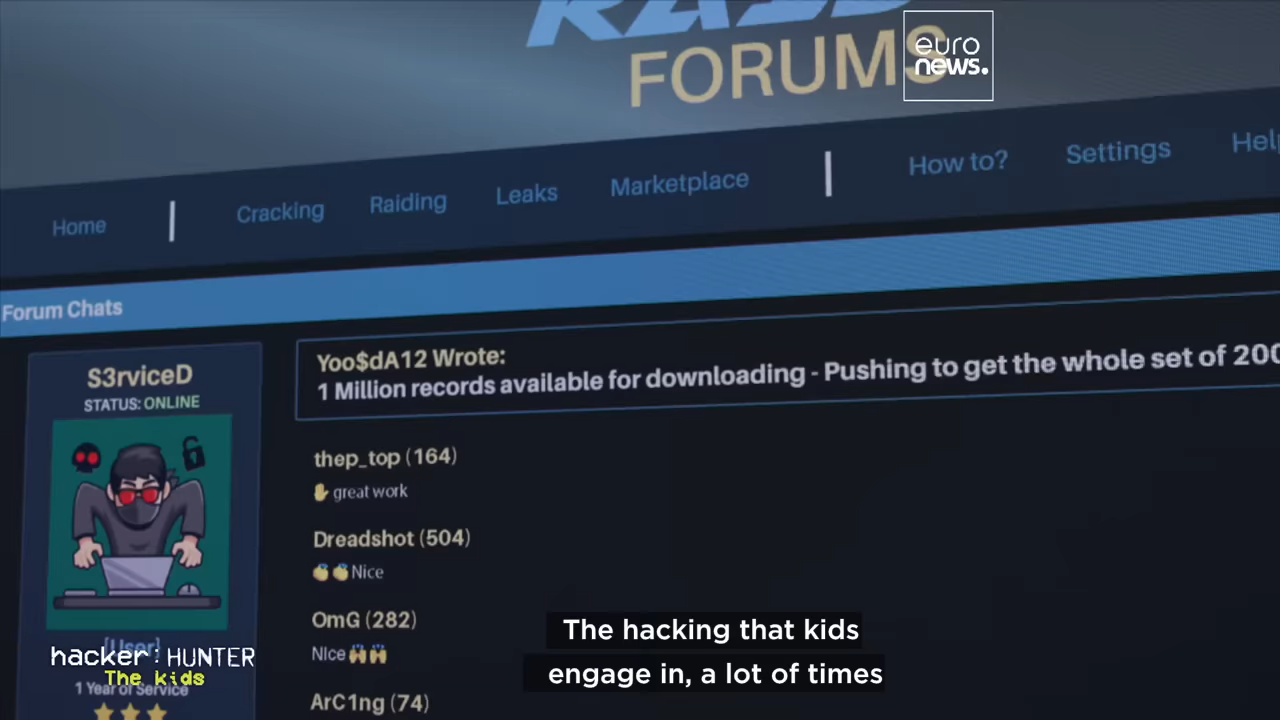 FORUMS
euro
news.
Home | Cracking Raiding Leaks Marketplace | How to? Settings
Forum Chats
S3rviceD
STATUS: ONLINE
Yoo$dA12 Wrote:
1 Million records available for downloading - Pushing to get the whole set of 200
thep_top (164)
✋ great work
Dreadshot (504)
👏👏 Nice
OmG (282)
NIce 🙌🙌
ArC1ng (74)
[User]
1 Year of Service
hacker:HUNTER
The kids
The hacking that kids
engage in, a lot of times